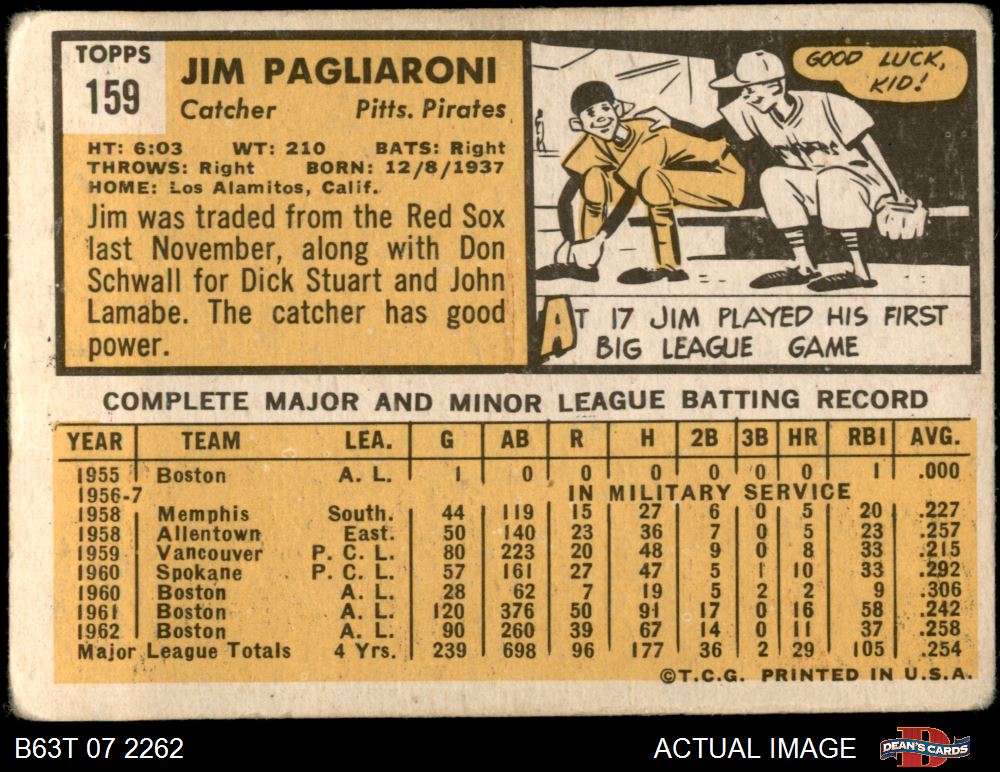 TOPPS
159
JIM PAGLIARONI
Catcher Pitts. Pirates
HT: 6:03 WT: 210 BATS: Right
THROWS: Right BORN: 12/8/1937
HOME: Los Alamitos, Calif.
Jim was traded from the Red Sox
last November, along with Don
Schwall for Dick Stuart and John
Lamabe. The catcher has good
power.
GOOD LUCK,
KID!
AT 17 JIM PLAYED HIS FIRST
BIG LEAGUE GAME
COMPLETE MAJOR AND MINOR LEAGUE BATTING RECORD
YEAR TEAM LEA. G AB R H 2B 3B HR RBI AVG.
1955 Boston A. L. 1 0 0 0 0 0 0 1 .000
1956-7 IN MILITARY SERVICE
1958 Memphis South. 44 119 15 27 6 0 5 20 .227
1958 Allentown East. 50 140 23 36 7 0 5 23 .257
1959 Vancouver P. C. L. 80 223 20 48 9 0 8 33 .215
1960 Spokane P. C. L. 57 161 27 47 5 1 10 33 .292
1960 Boston A. L. 28 62 7 19 5 2 2 9 .306
1961 Boston A. L. 120 376 50 91 17 0 16 58 .242
1962 Boston A. L. 90 260 39 67 14 0 11 37 .258
Major League Totals 4 Yrs. 239 698 96 177 36 2 29 105 .254
©T.C.G. PRINTED IN U.S.A.
B63T 07 2262 ACTUAL IMAGE DEAN'S CARDS